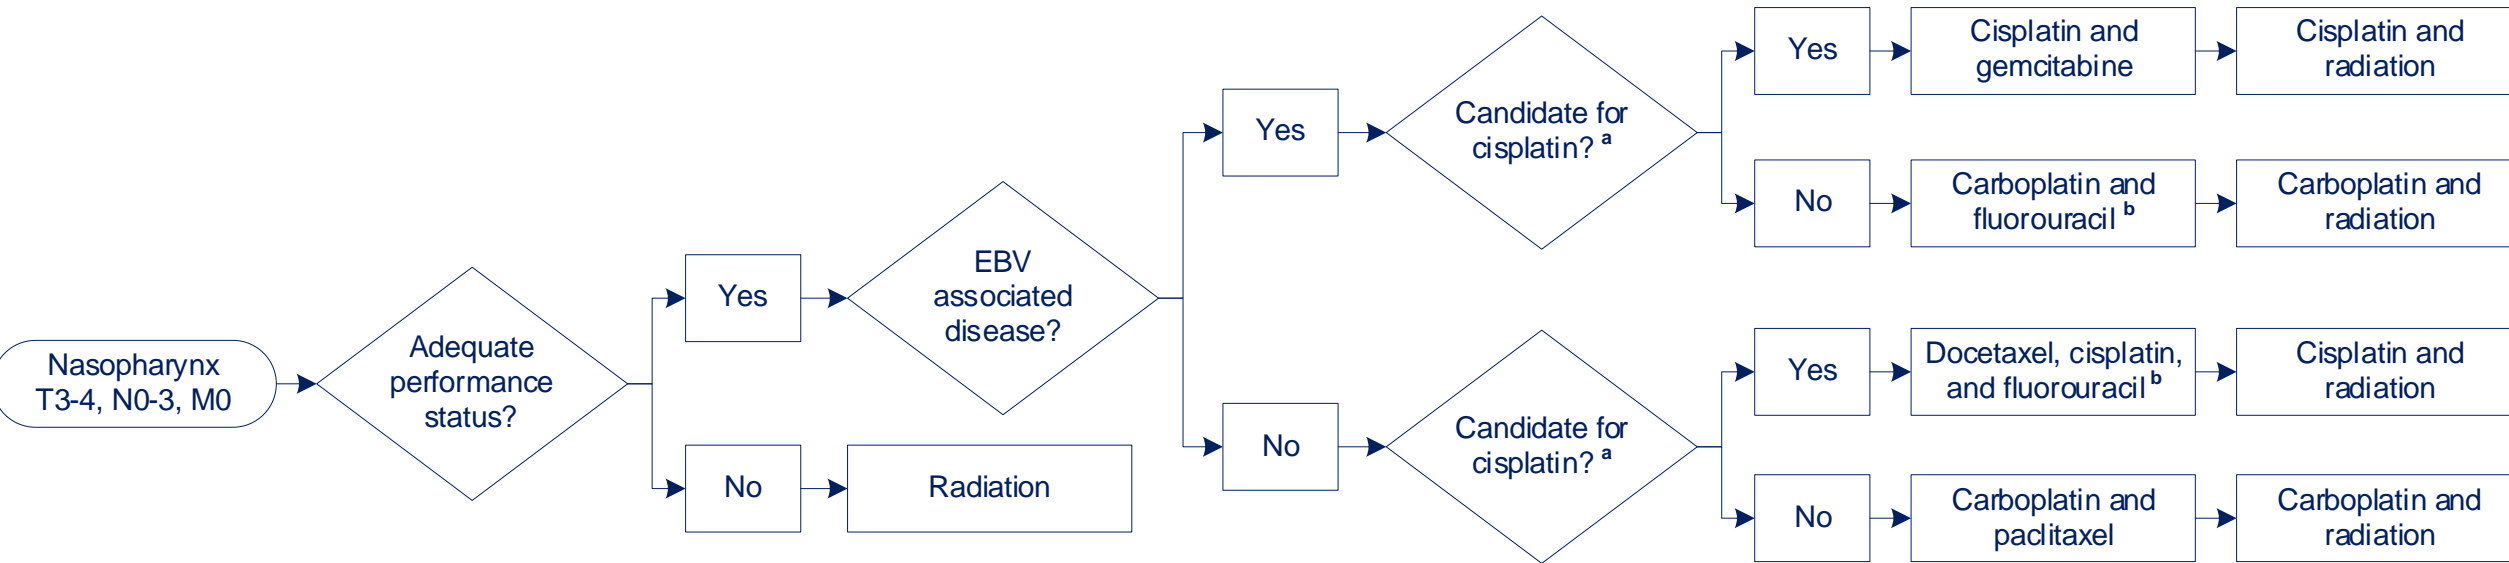 Nasopharynx
T3-4, N0-3, M0
Adequate
performance
status?
Yes
No
Radiation
EBV
associated
disease?
Yes
No
Candidate for
cisplatin? a
Yes
Cisplatin and
gemcitabine
Cisplatin and
radiation
No
Carboplatin and
fluorouracil b
Carboplatin and
radiation
Candidate for
cisplatin? a
Yes
Docetaxel, cisplatin,
and fluorouracil b
Cisplatin and
radiation
No
Carboplatin and
paclitaxel
Carboplatin and
radiation